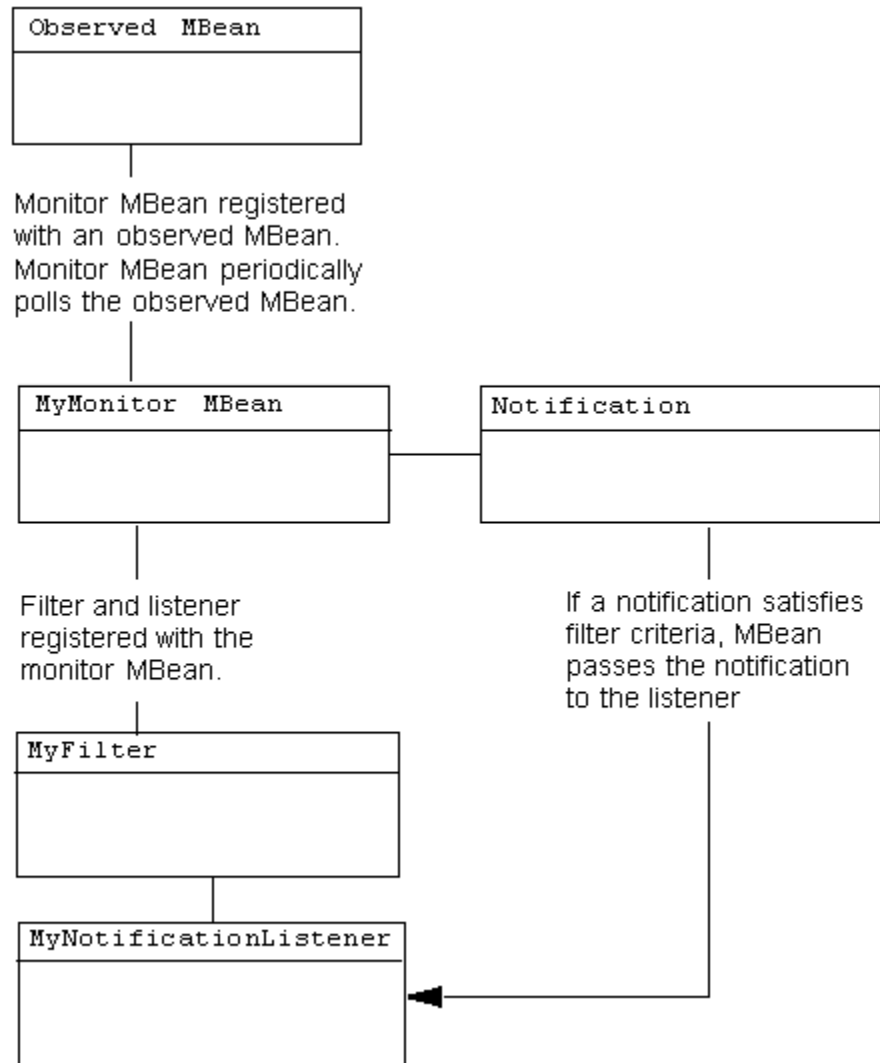 Observed MBean
Monitor MBean registered
with an observed MBean.
Monitor MBean periodically
polls the observed MBean.
MyMonitor MBean
Notification
Filter and listener
registered with the
monitor MBean.
If a notification satisfies
filter criteria, MBean
passes the notification
to the listener
MyFilter
MyNotificationListener